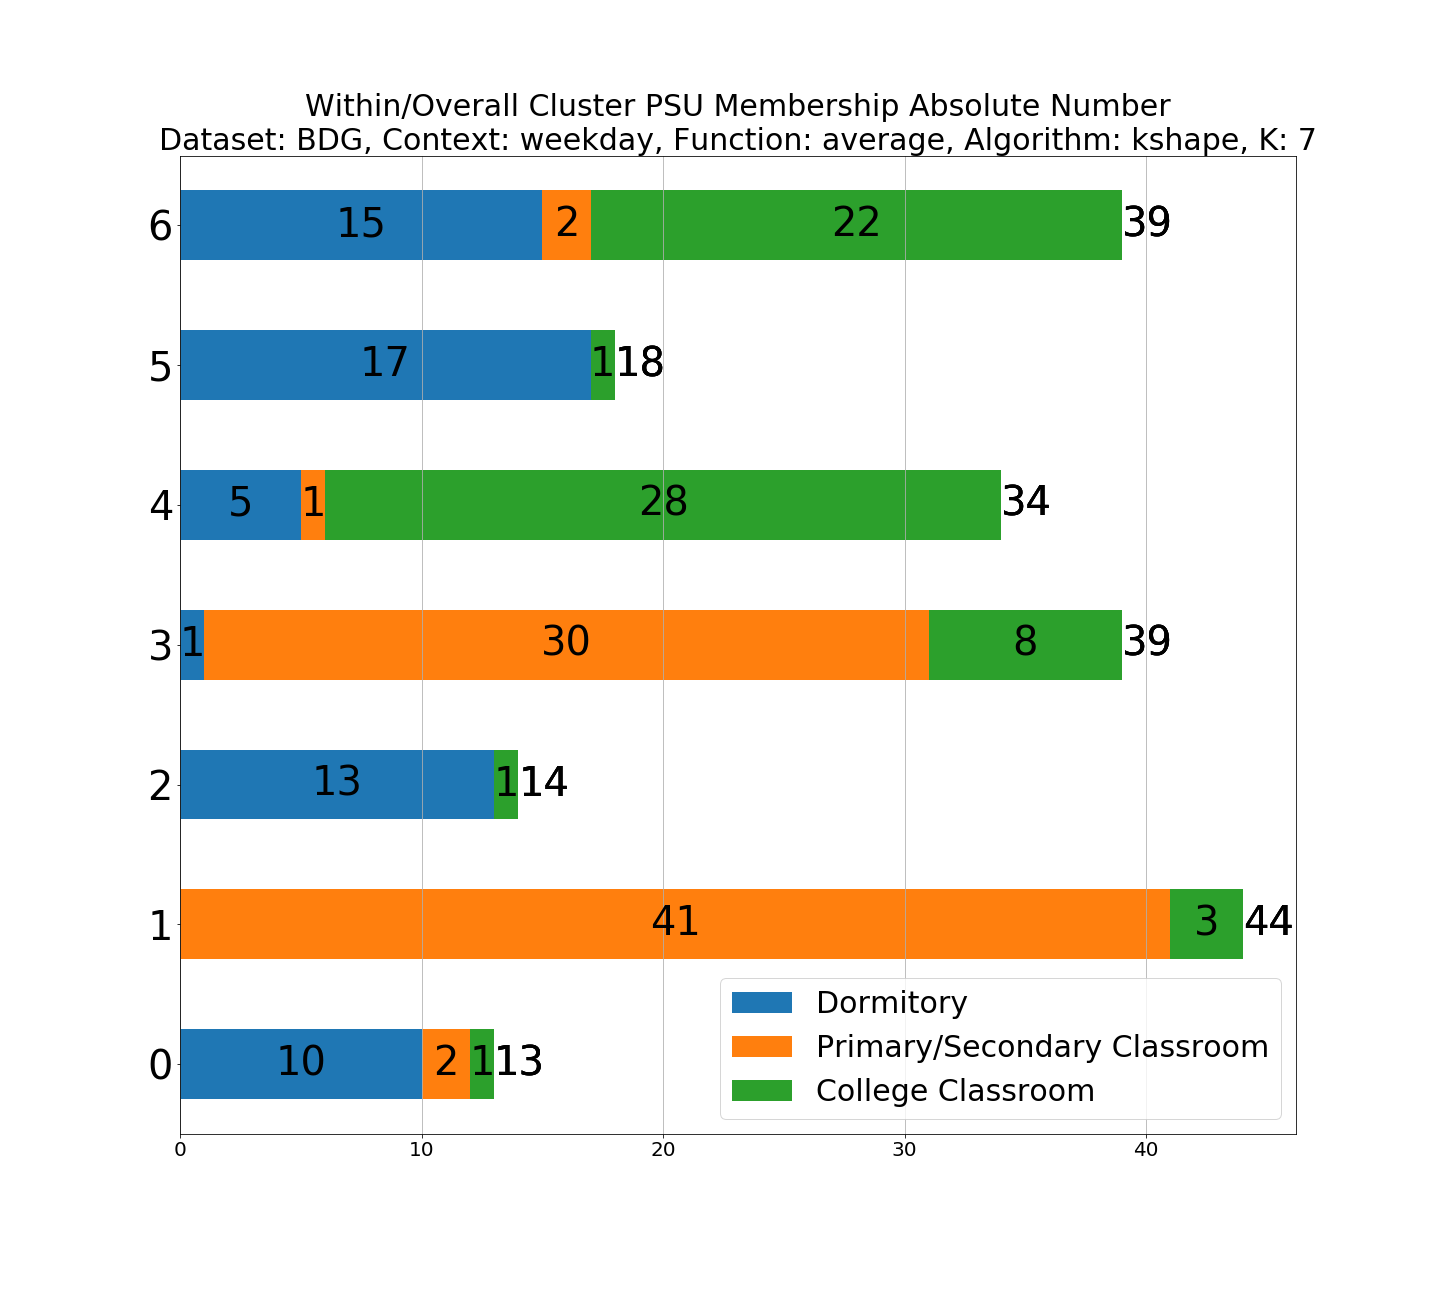 Within/Overall Cluster PSU Membership Absolute Number
Dataset: BDG, Context: weekday, Function: average, Algorithm: kshape, K: 7
6 15 2 22 39
5 17 1 18
4 5 1 28 34
3 1 30 8 39
2 13 1 14
1 41 3 44
0 10 2 1 13
Dormitory
Primary/Secondary Classroom
College Classroom
0 10 20 30 40